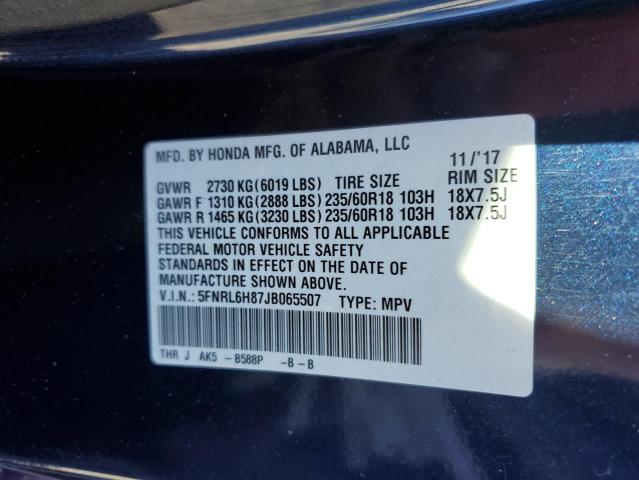 MFD. BY HONDA MFG. OF ALABAMA, LLC 11/'17
GVWR 2730 KG(6019 LBS) TIRE SIZE RIM SIZE
GAWR F 1310 KG(2888 LBS) 235/60R18 103H 18X7.5J
GAWR R 1465 KG(3230 LBS) 235/60R18 103H 18X7.5J
THIS VEHICLE CONFORMS TO ALL APPLICABLE
FEDERAL MOTOR VEHICLE SAFETY
STANDARDS IN EFFECT ON THE DATE OF
MANUFACTURE SHOWN ABOVE.
V.I.N.: 5FNRL6H87JB065507 TYPE: MPV
THR J AK5 - B588P -B-B